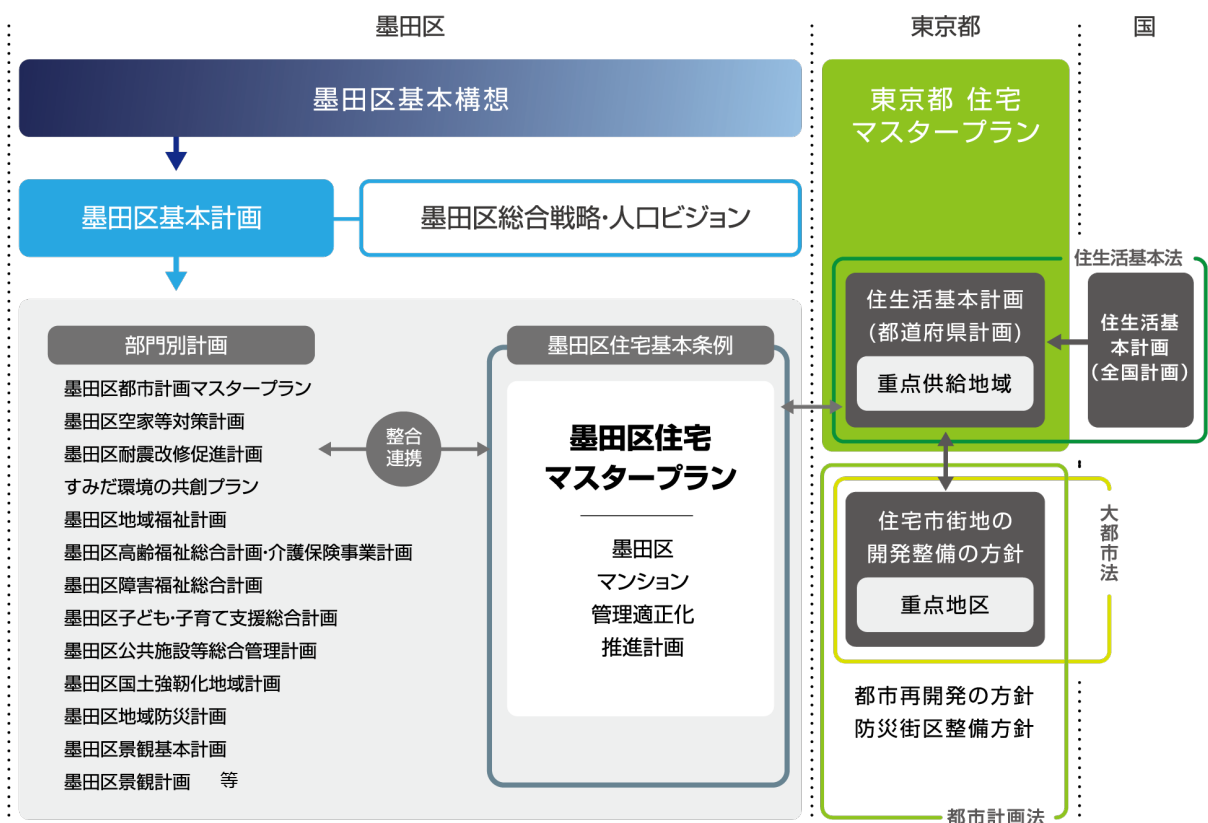 墨田区
東京都
国
墨田区基本構想
墨田区基本計画
墨田区総合戦略・人口ビジョン
部門別計画
墨田区都市計画マスタープラン
墨田区空家等対策計画
墨田区耐震改修促進計画
すみだ環境の共創プラン
墨田区地域福祉計画
墨田区高齢福祉総合計画・介護保険事業計画
墨田区障害福祉総合計画
墨田区子ども・子育て支援総合計画
墨田区公共施設等総合管理計画
墨田区国土強靭化地域計画
墨田区地域防災計画
墨田区景観基本計画
墨田区景観計画 等
整合
連携
墨田区住宅基本条例
墨田区住宅
マスタープラン
墨田区
マンション
管理適正化
推進計画
東京都 住宅
マスタープラン
住生活基本法
住生活基本計画
(都道府県計画)
重点供給地域
住生活基
本計画
(全国計画)
住宅市街地の
開発整備の方針
重点地区
大都市法
都市再開発の方針
防災街区整備方針
都市計画法